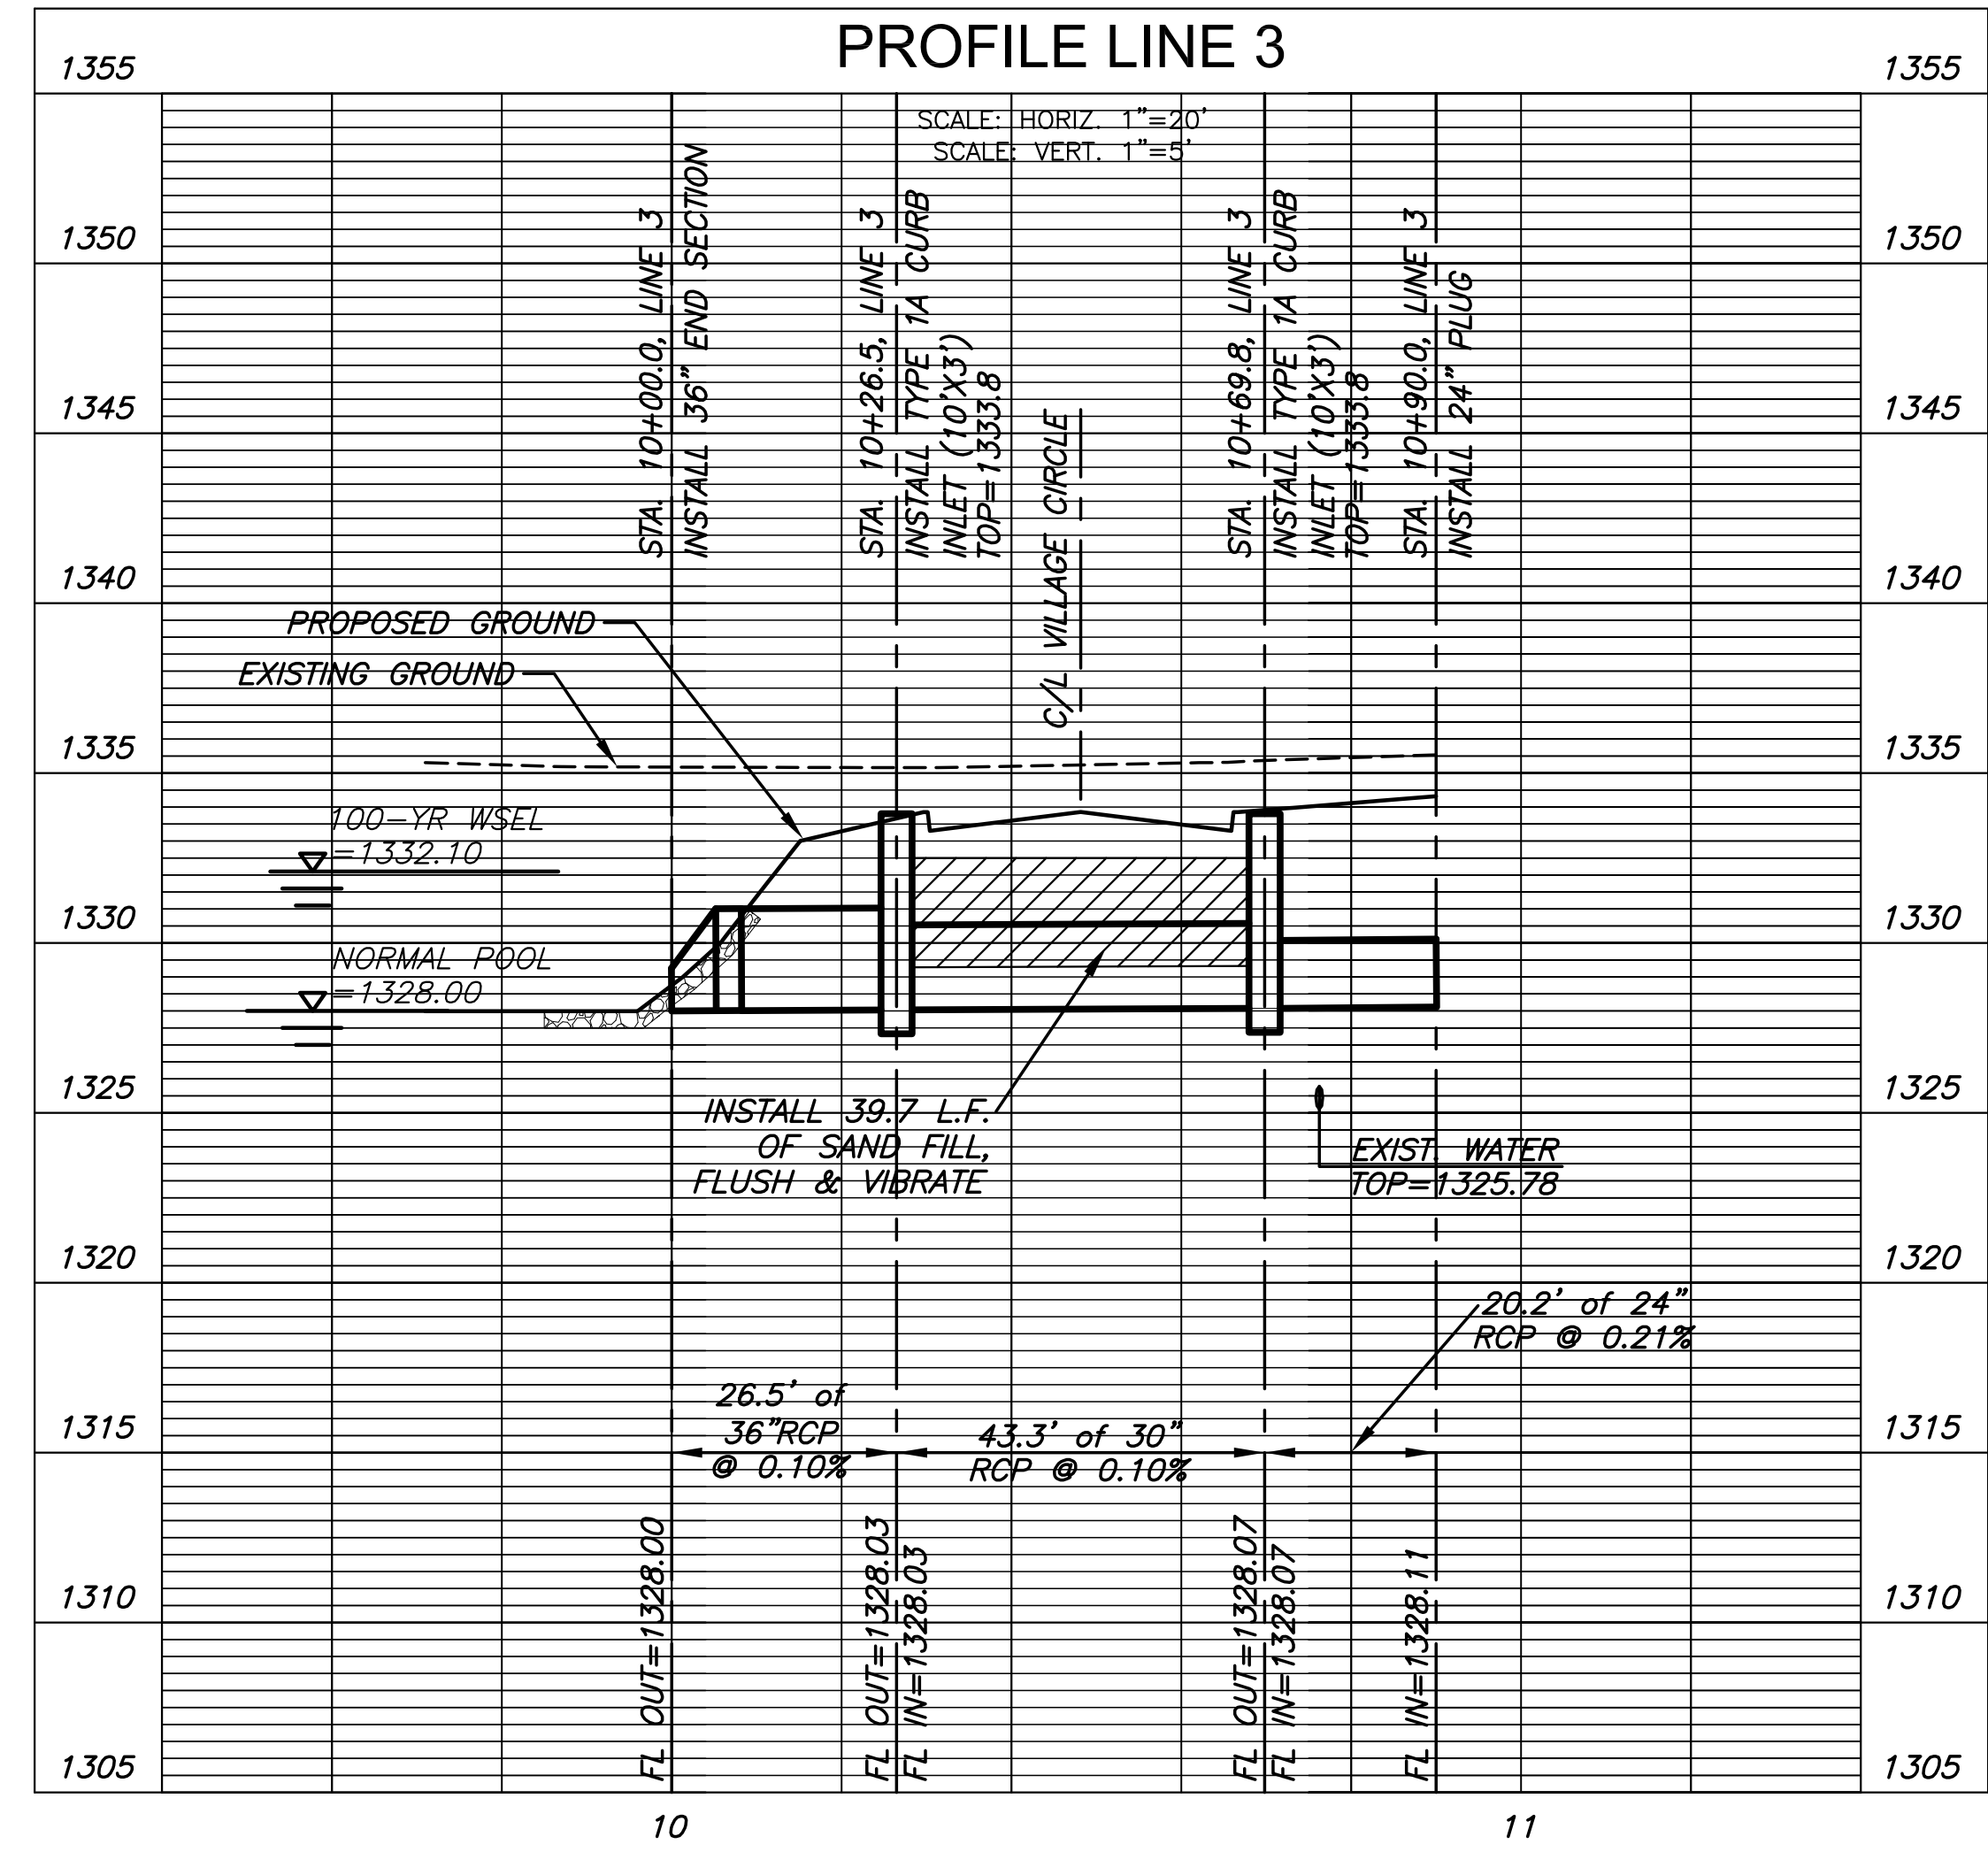 PROFILE LINE 3
SCALE: HORIZ. 1"=20'
SCALE: VERT. 1"=5'
1355
1350
1345
1340
1335
1330
1325
1320
1315
1310
1305
1355
1350
1345
1340
1335
1330
1325
1320
1315
1310
1305
STA. 10+00.0, LINE 3
INSTALL 36" END SECTION
STA. 10+26.5, LINE 3
INSTALL TYPE 1A CURB
INLET (10'X3')
TOP=1333.8
C/L VILLAGE CIRCLE
STA. 10+69.8, LINE 3
INSTALL TYPE 1A CURB
INLET (10'X3')
TOP=1333.8
STA. 10+90.0, LINE 3
INSTALL 24" PLUG
PROPOSED GROUND
EXISTING GROUND
100-YR WSEL
=1332.10
NORMAL POOL
=1328.00
INSTALL 39.7 L.F.
OF SAND FILL,
FLUSH & VIBRATE
EXIST. WATER
TOP=1325.78
20.2' of 24"
RCP @ 0.21%
26.5' of
36"RCP
@ 0.10%
43.3' of 30"
RCP @ 0.10%
FL OUT=1328.00
FL OUT=1328.03
FL IN=1328.03
FL OUT=1328.07
FL IN=1328.07
FL IN=1328.11
10
11